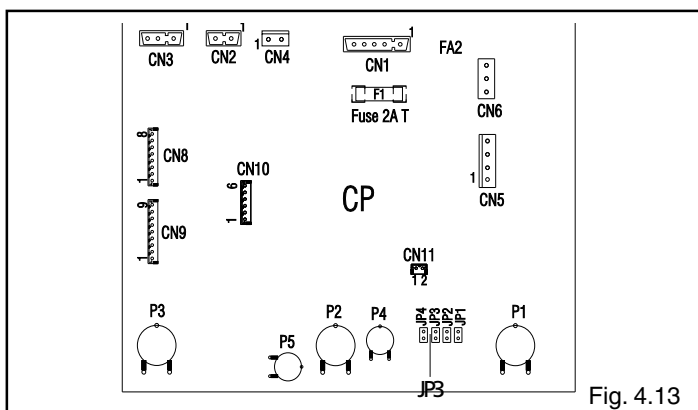 1 1 1 1
CN3 CN2 CN4 CN1 FA2
F1
Fuse 2A T
CN6
8
CN8
1
CN10
6
1
CP
1
CN5
9
CN9
1
CN11
1 2
P3 P5 P2 P4 JP4 JP3 JP2 JP1 P1
JP3
Fig. 4.13